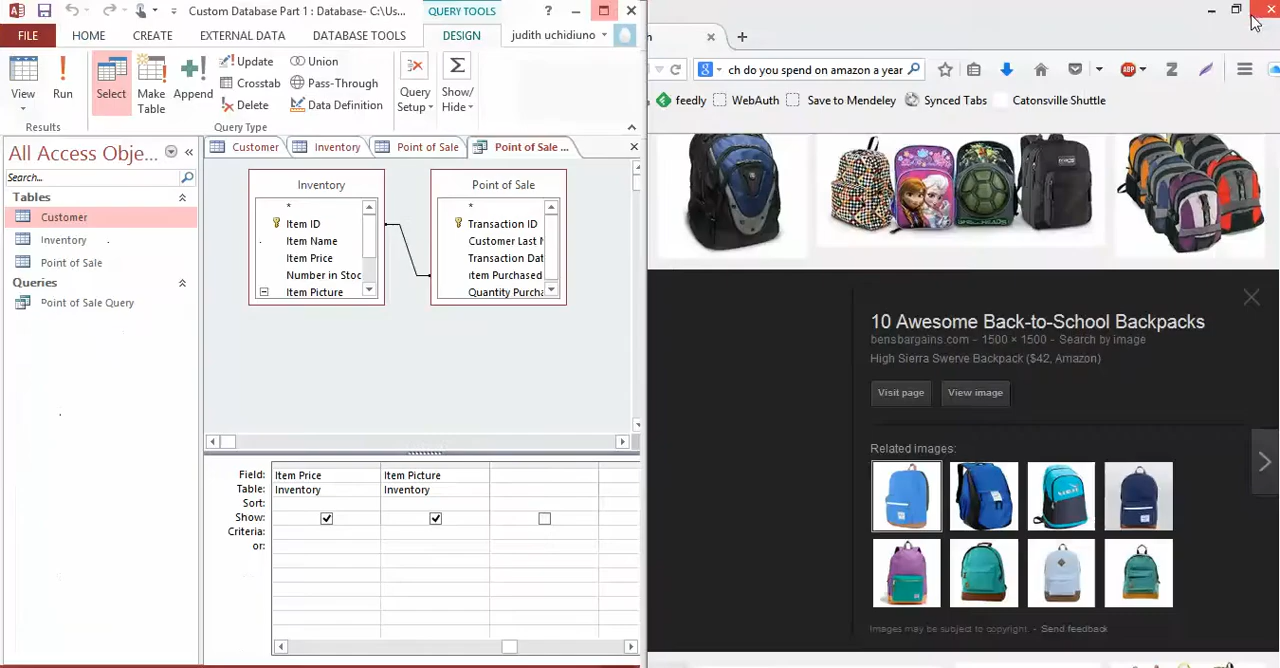 Custom Database Part 1 : Database- C:\Us...
QUERY TOOLS
FILE
HOME
CREATE
EXTERNAL DATA
DATABASE TOOLS
DESIGN
judith uchidiuno
View
Run
Results
Select
Make Table
Append
Update
Crosstab
Delete
Union
Pass-Through
Data Definition
Query Type
Query Setup
Show/ Hide
All Access Obje...
Search...
Tables
Customer
Inventory
Point of Sale
Queries
Point of Sale Query
Customer
Inventory
Point of Sale
Point of Sale ...
Inventory
*
Item ID
Item Name
Item Price
Number in Stoc
Item Picture
Point of Sale
*
Transaction ID
Customer Last N
Transaction Dat
Item Purchased
Quantity Purcha
Field: Item Price Item Picture
Table: Inventory Inventory
Sort:
Show:
Criteria:
or:
ch do you spend on amazon a year
feedly
WebAuth
Save to Mendeley
Synced Tabs
Catonsville Shuttle
10 Awesome Back-to-School Backpacks
bensbargains.com - 1500 × 1500 - Search by image
High Sierra Swerve Backpack ($42, Amazon)
Visit page
View image
Related images:
Images may be subject to copyright. - Send feedback